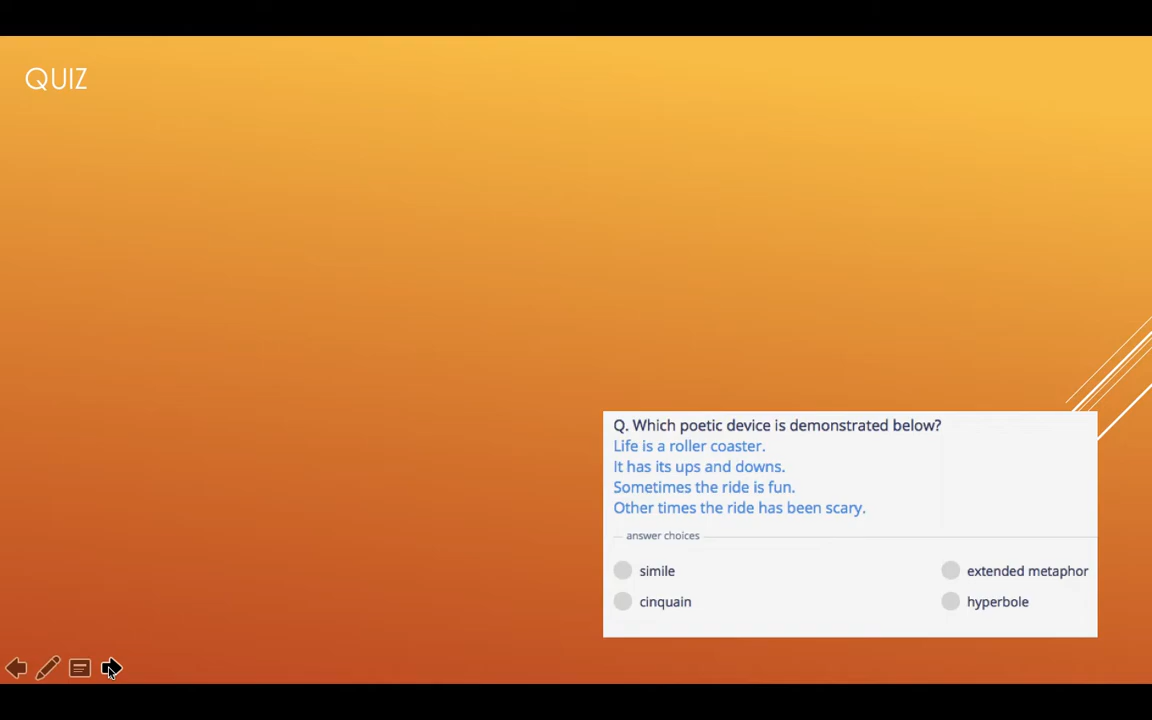 QUIZ
Q. Which poetic device is demonstrated below?
Life is a roller coaster.
It has its ups and downs.
Sometimes the ride is fun.
Other times the ride has been scary.
answer choices
simile
extended metaphor
cinquain
hyperbole